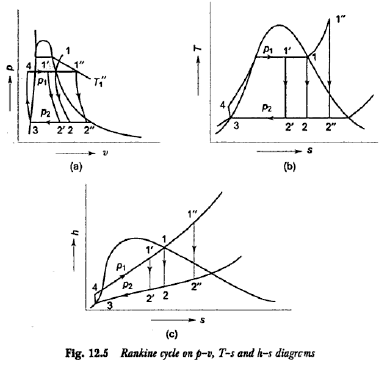 4 1' 1 1''
p1
T1''
p
p2
3 2' 2 2''
v
(a)
1''
p1 1' 1
T
4
p2
3 2' 2 2''
s
(b)
1''
1
1'
h
p1
4 p2
2' 2 2''
3
s
(c)
Fig. 12.5 Rankine cycle on p–v, T-s and h-s diagrams